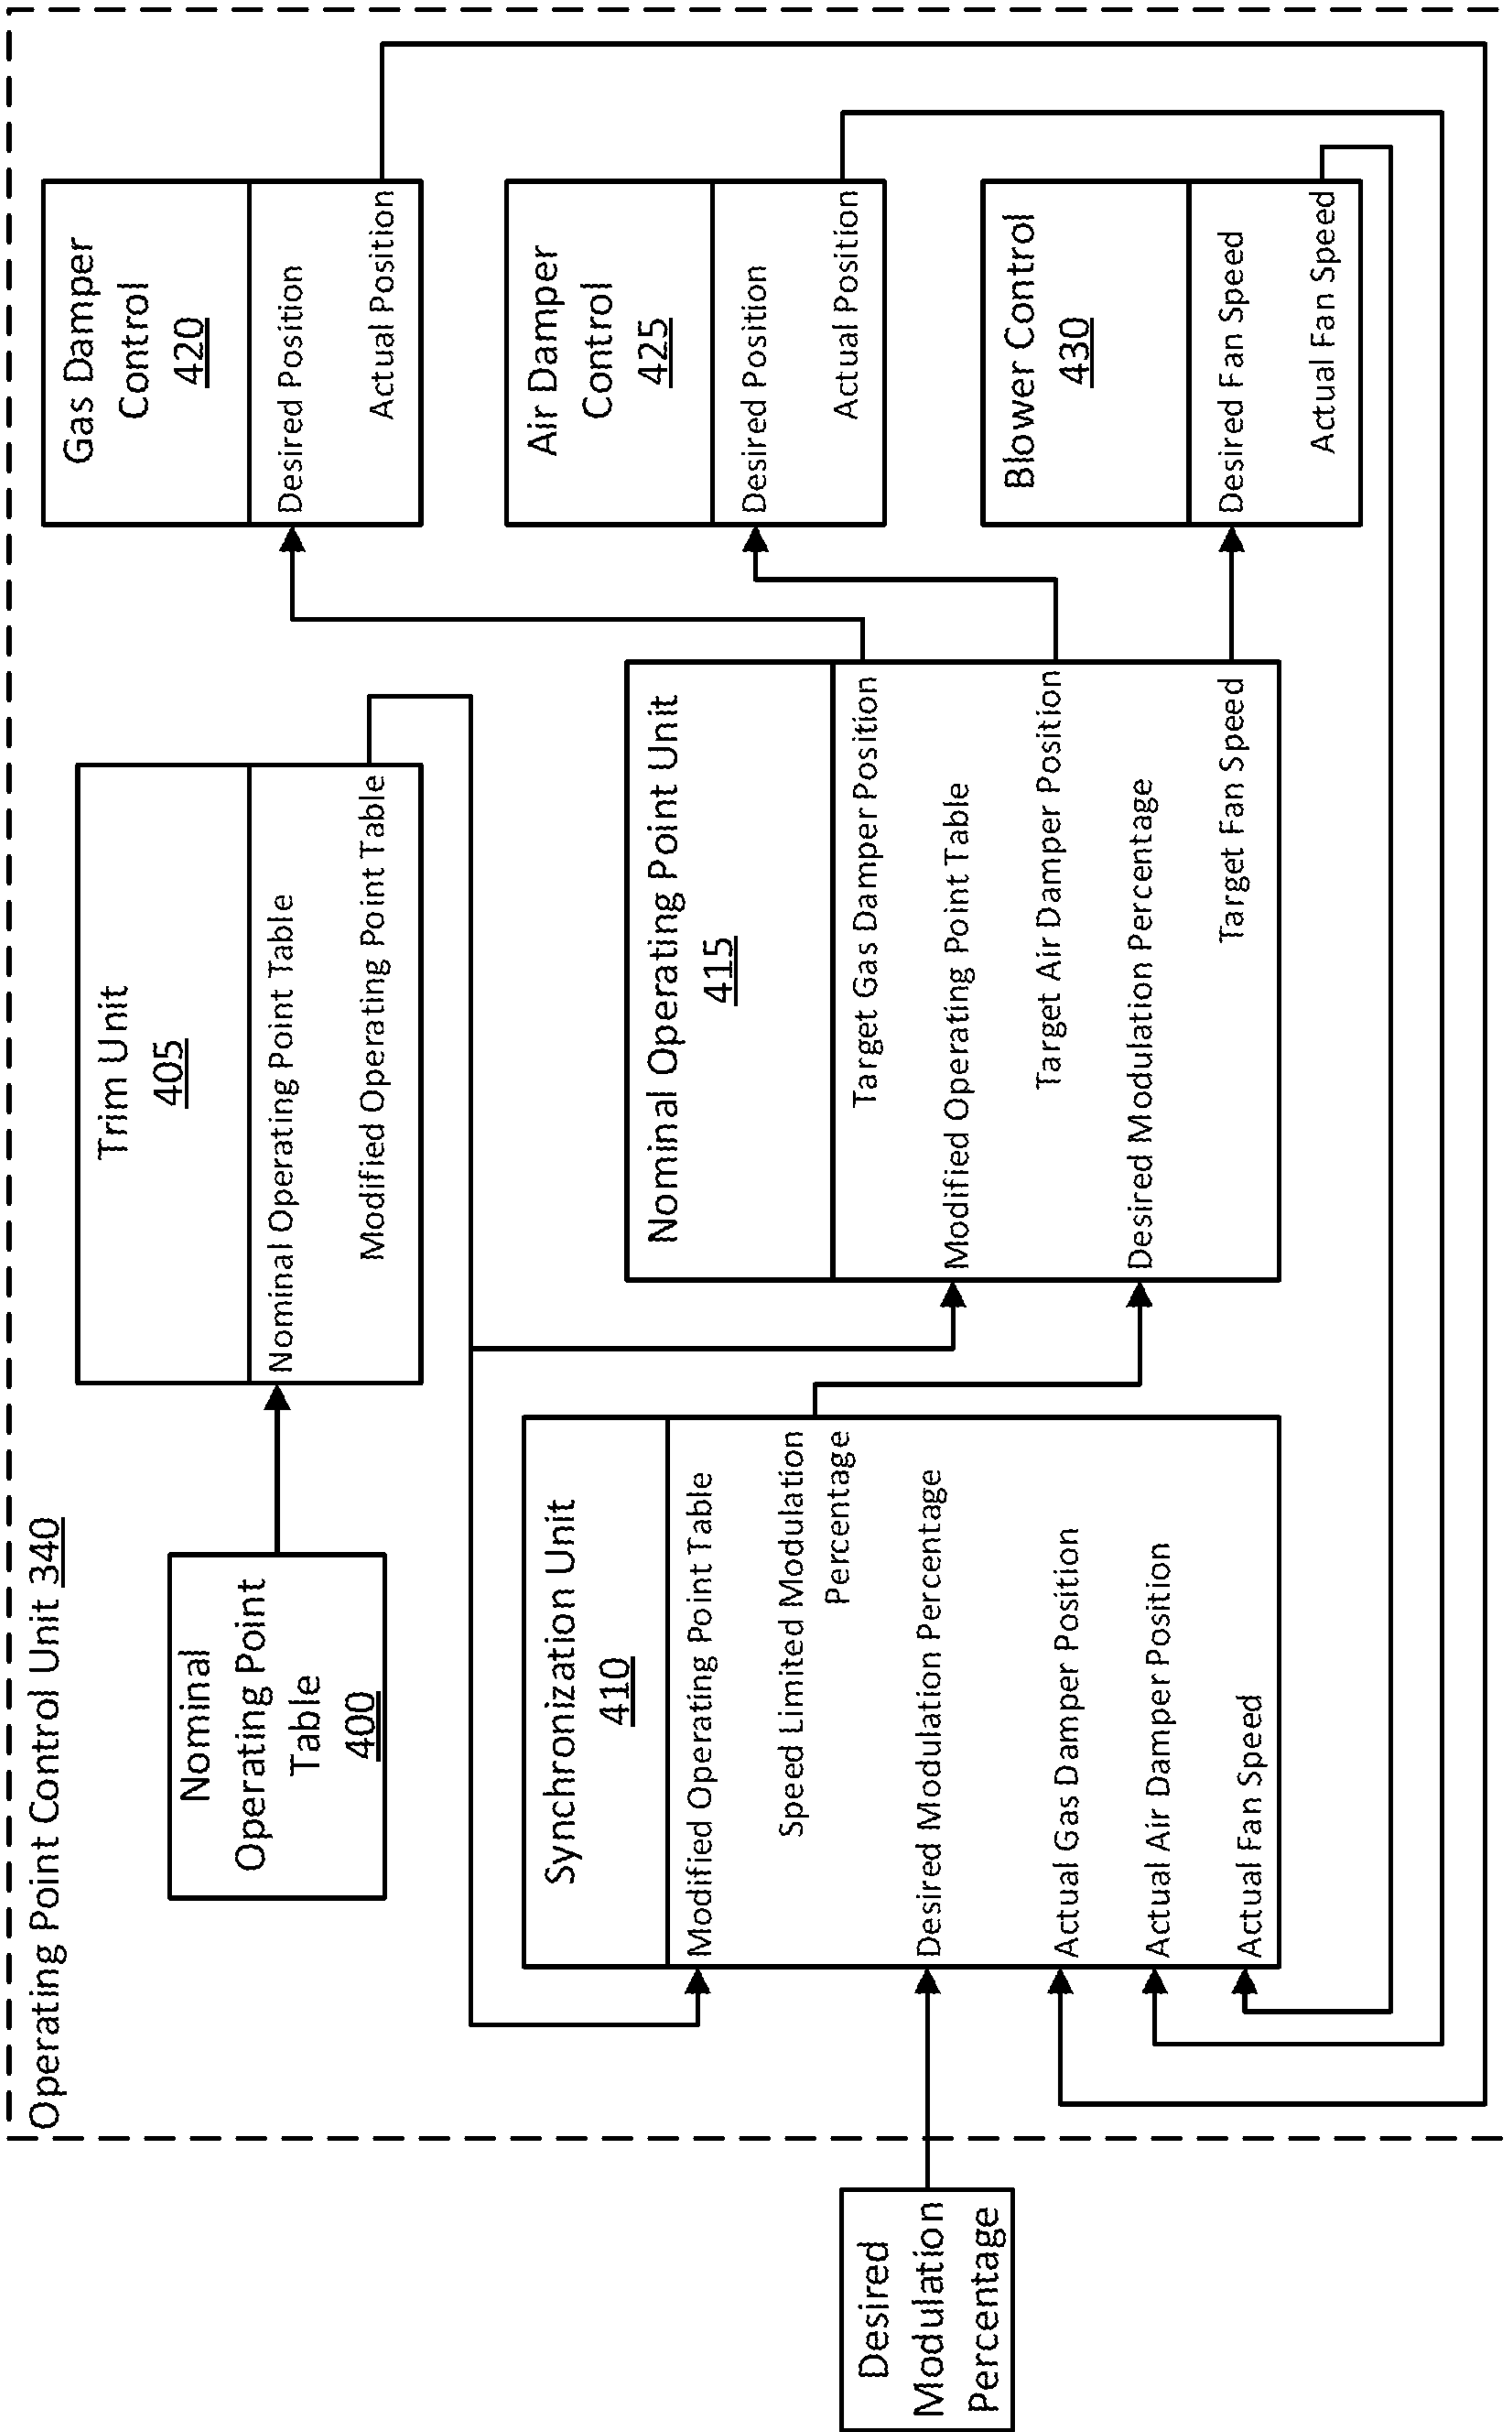 Operating Point Control Unit 340
Nominal
Operating Point
Table
400
Trim Unit
405
Nominal Operating Point Table
Modified Operating Point Table
Gas Damper
Control
420
Desired Position
Actual Position
Synchronization Unit
410
Modified Operating Point Table
Speed Limited Modulation
Percentage
Desired Modulation Percentage
Actual Gas Damper Position
Actual Air Damper Position
Actual Fan Speed
Nominal Operating Point Unit
415
Target Gas Damper Position
Modified Operating Point Table
Target Air Damper Position
Desired Modulation Percentage
Target Fan Speed
Air Damper
Control
425
Desired Position
Actual Position
Blower Control
430
Desired Fan Speed
Actual Fan Speed
Desired
Modulation
Percentage